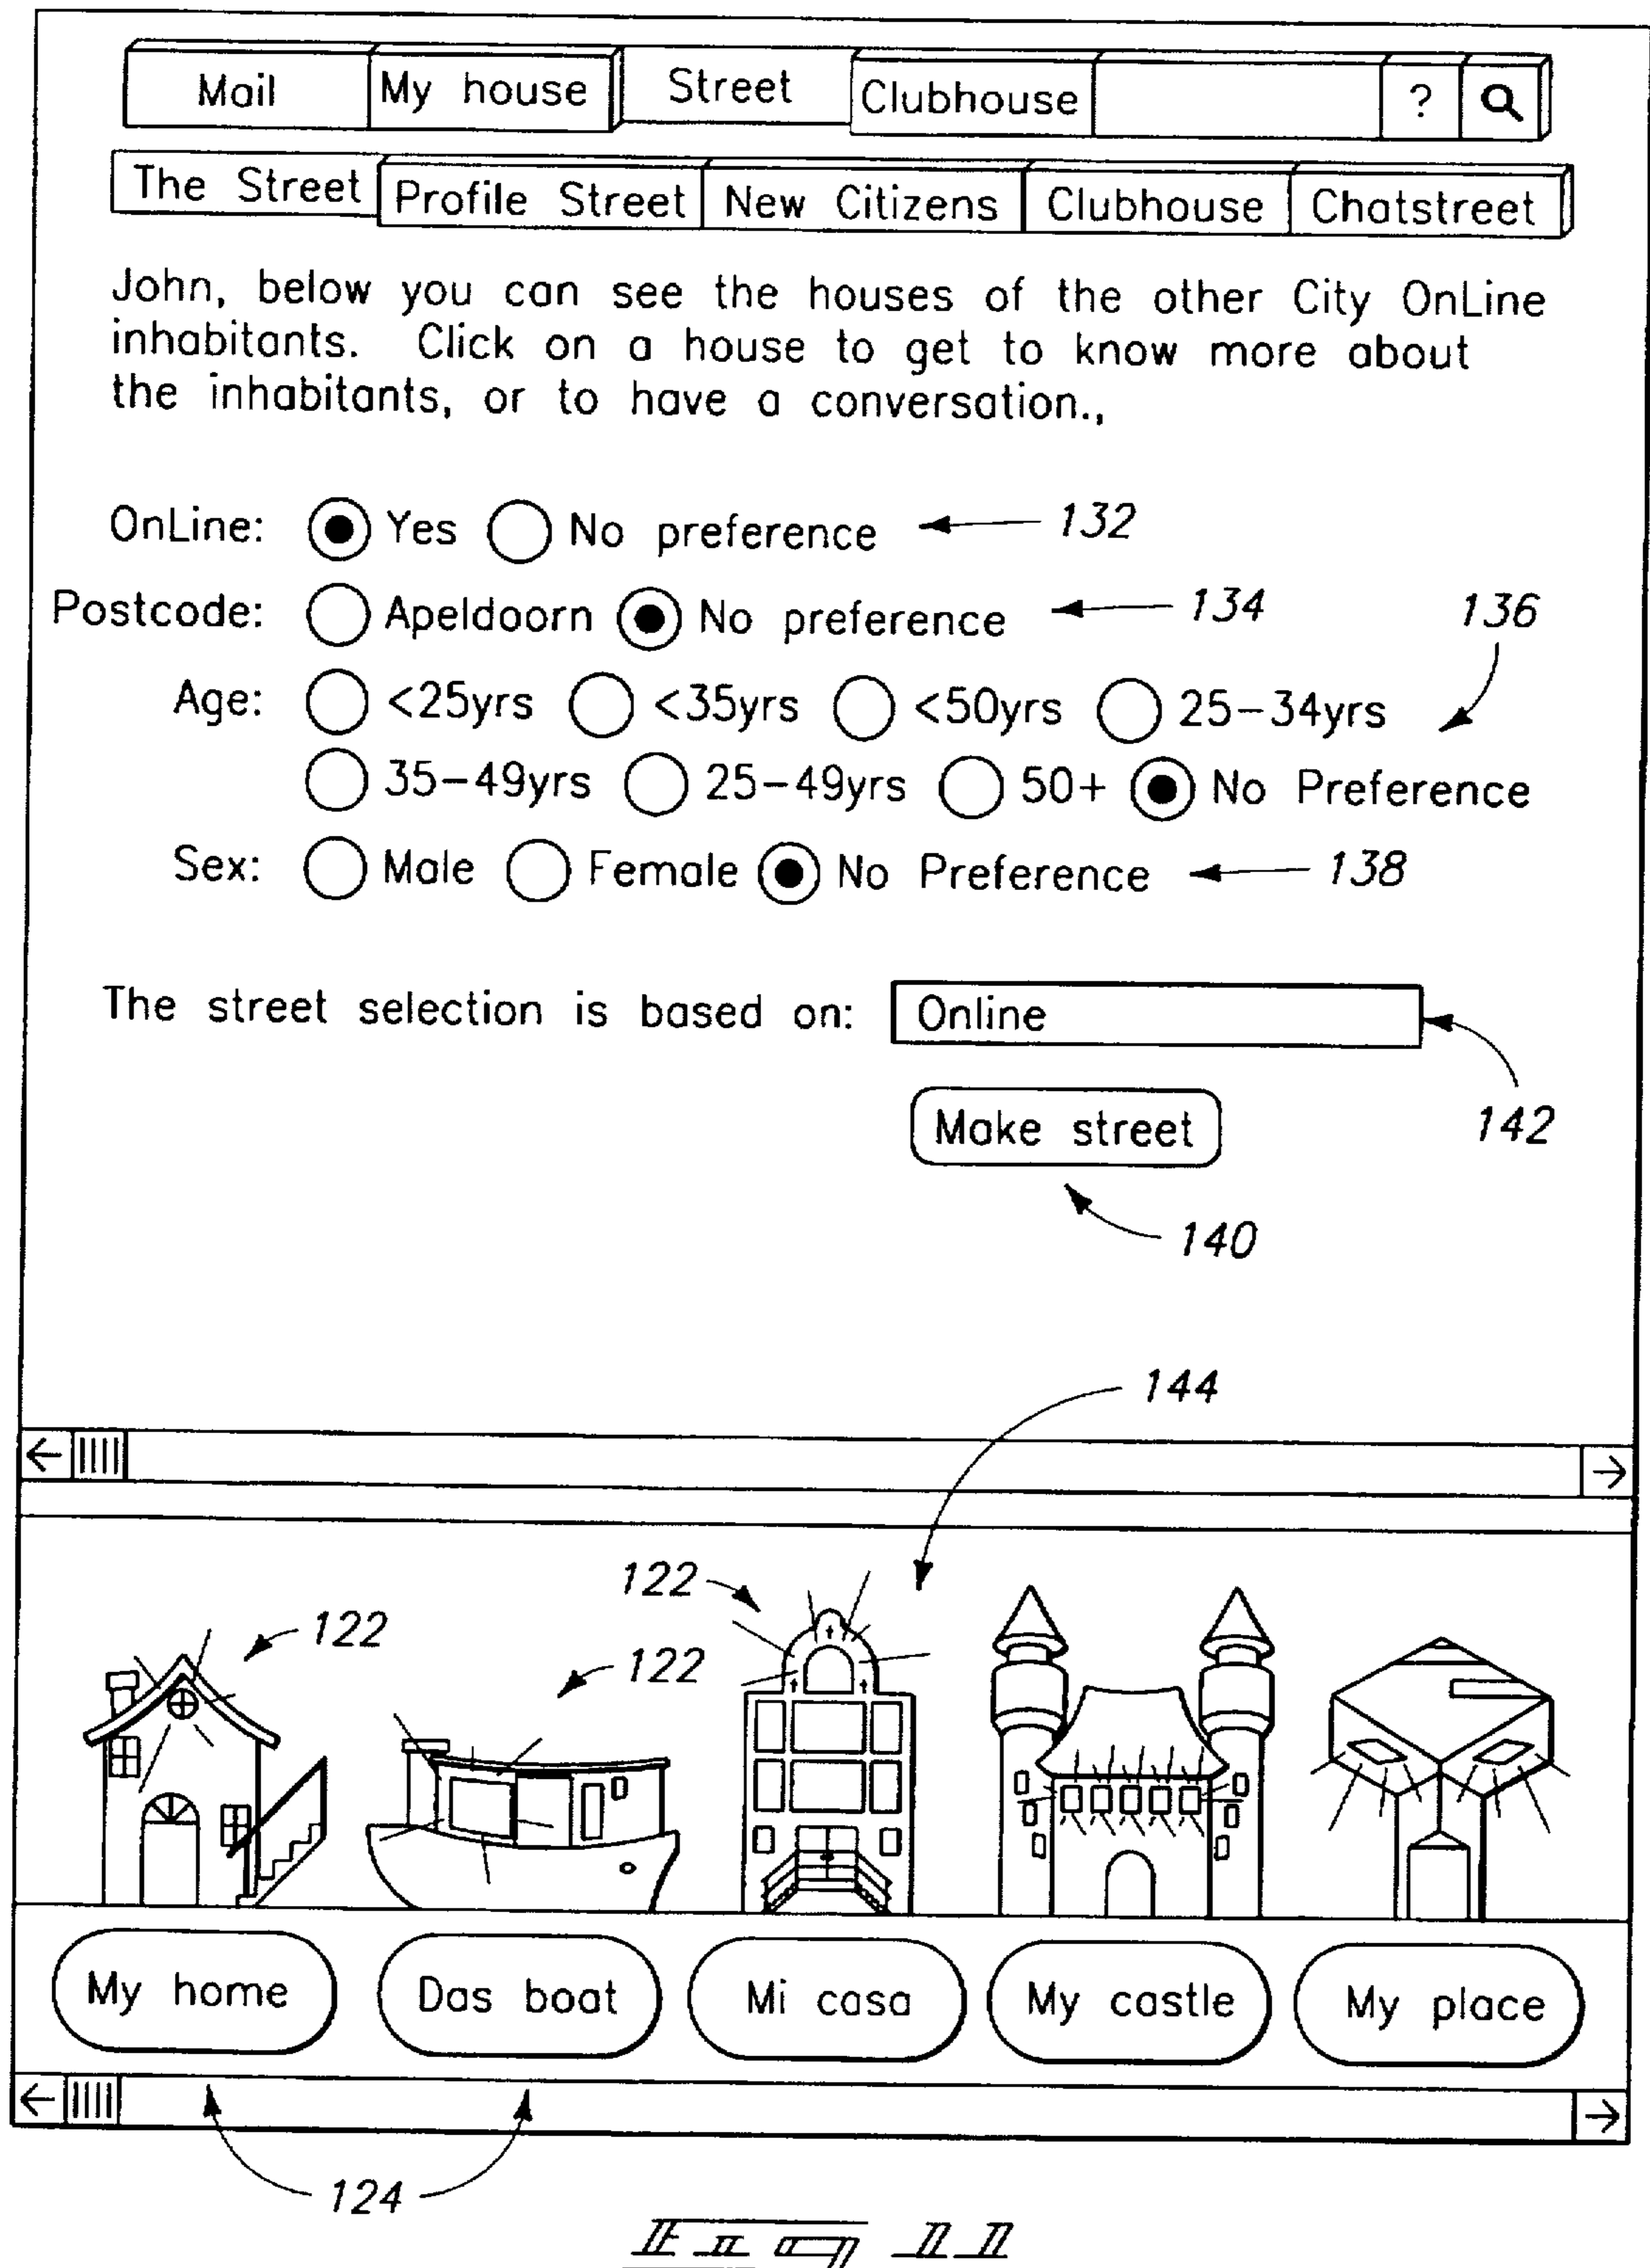 Mail My house Street Clubhouse ?
The Street Profile Street New Citizens Clubhouse Chatstreet
John, below you can see the houses of the other City OnLine
inhabitants. Click on a house to get to know more about
the inhabitants, or to have a conversation.,
OnLine: Yes No preference 132
Postcode: Apeldoorn No preference 134
136
Age: <25yrs <35yrs <50yrs 25-34yrs
35-49yrs 25-49yrs 50+ No Preference
Sex: Male Female No Preference 138
The street selection is based on: Online
142
Make street
140
144
122
122
122
My home Das boat Mi casa My castle My place
124
Fig 11